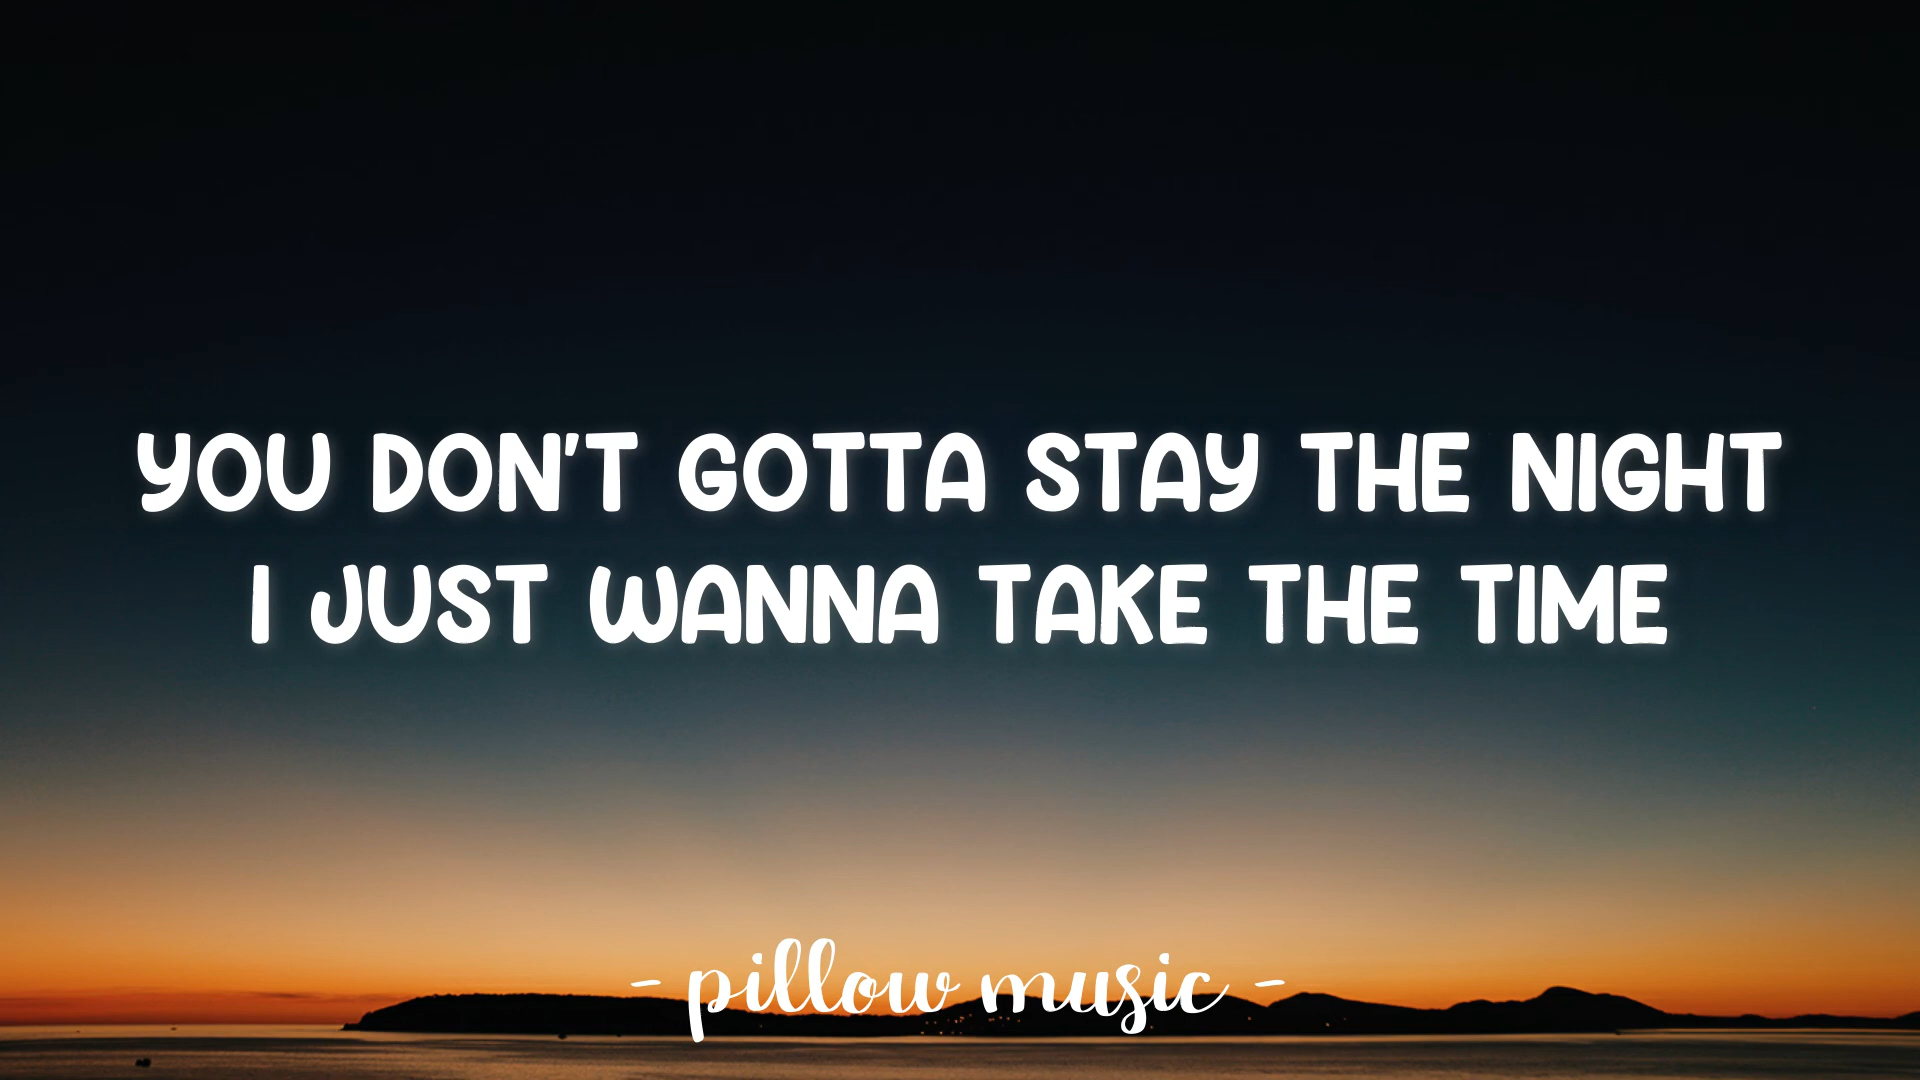 YOU DON'T GOTTA STAY THE NIGHT
I JUST WANNA TAKE THE TIME
- pillow music -